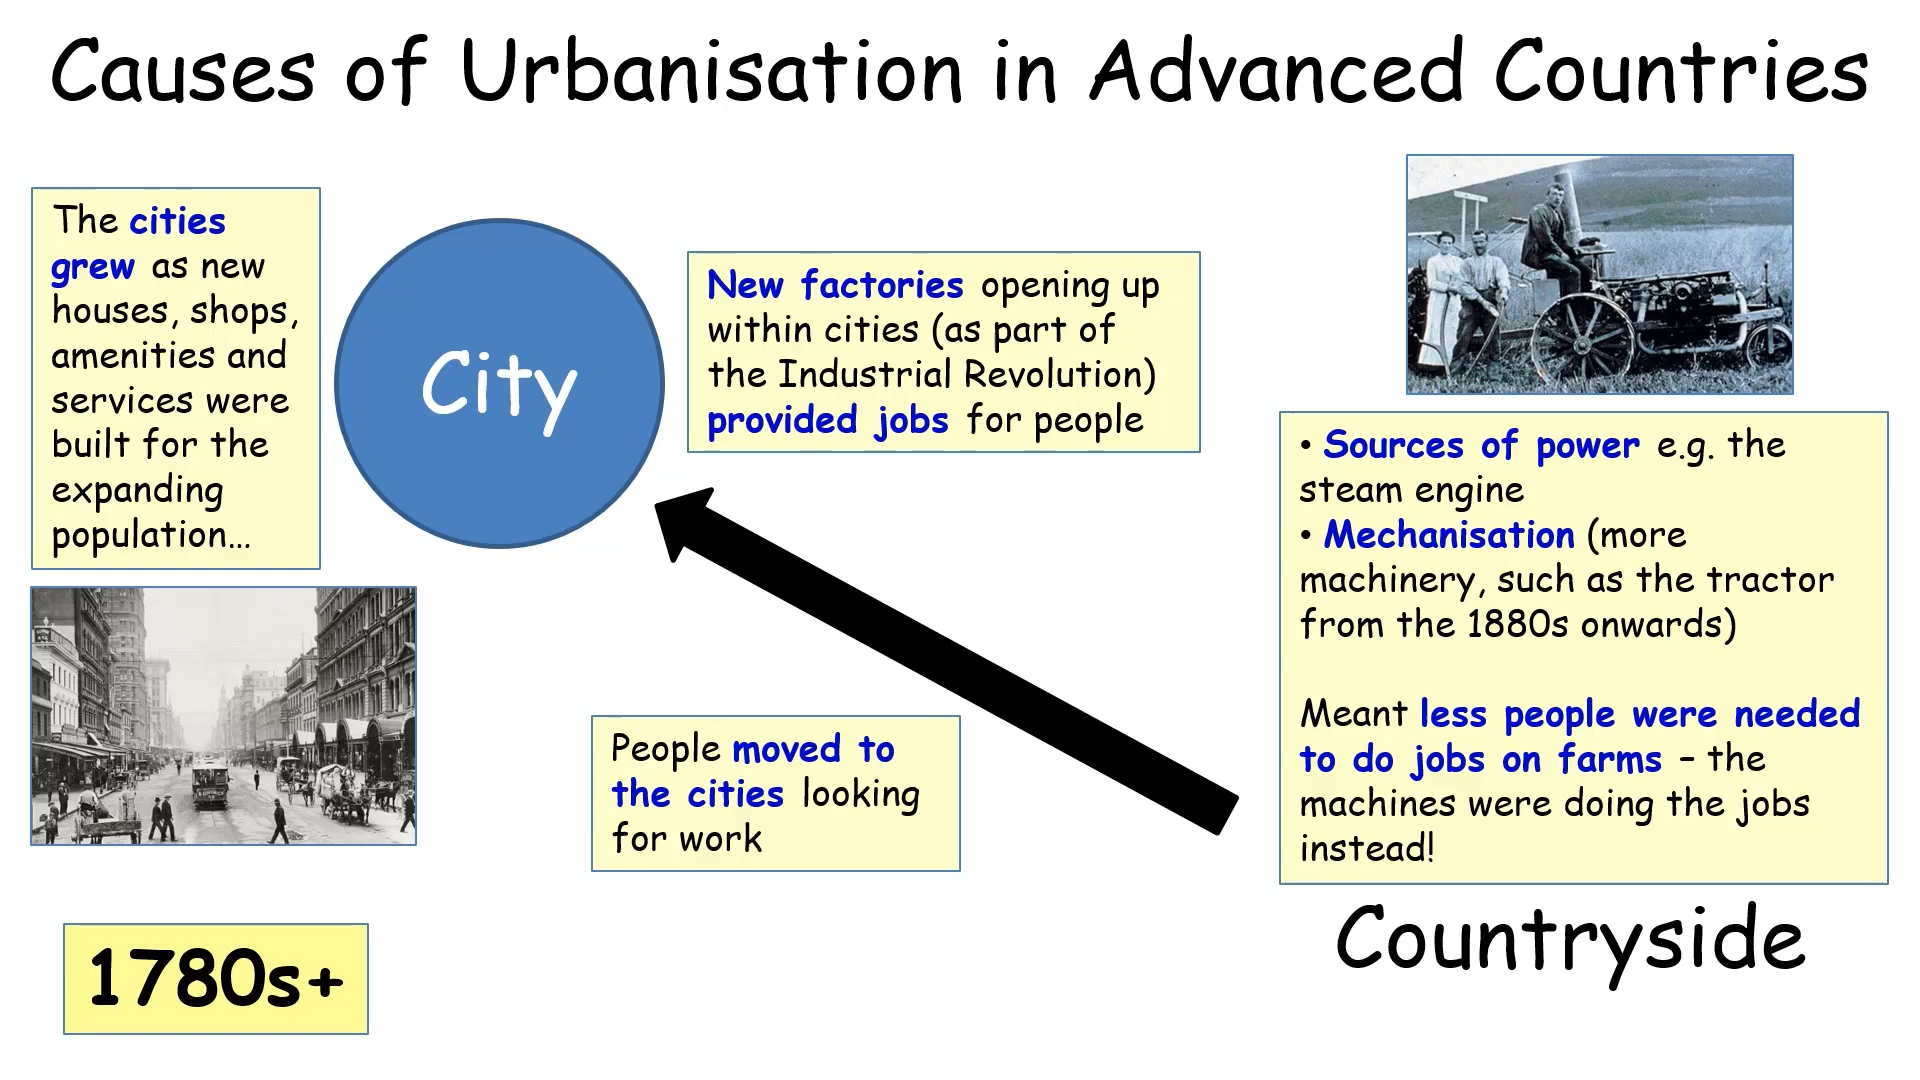 Causes of Urbanisation in Advanced Countries
The cities
grew as new
houses, shops,
amenities and
services were
built for the
expanding
population...
City
New factories opening up
within cities (as part of
the Industrial Revolution)
provided jobs for people
• Sources of power e.g. the
steam engine
• Mechanisation (more
machinery, such as the tractor
from the 1880s onwards)
Meant less people were needed
to do jobs on farms – the
machines were doing the jobs
instead!
People moved to
the cities looking
for work
Countryside
1780s+